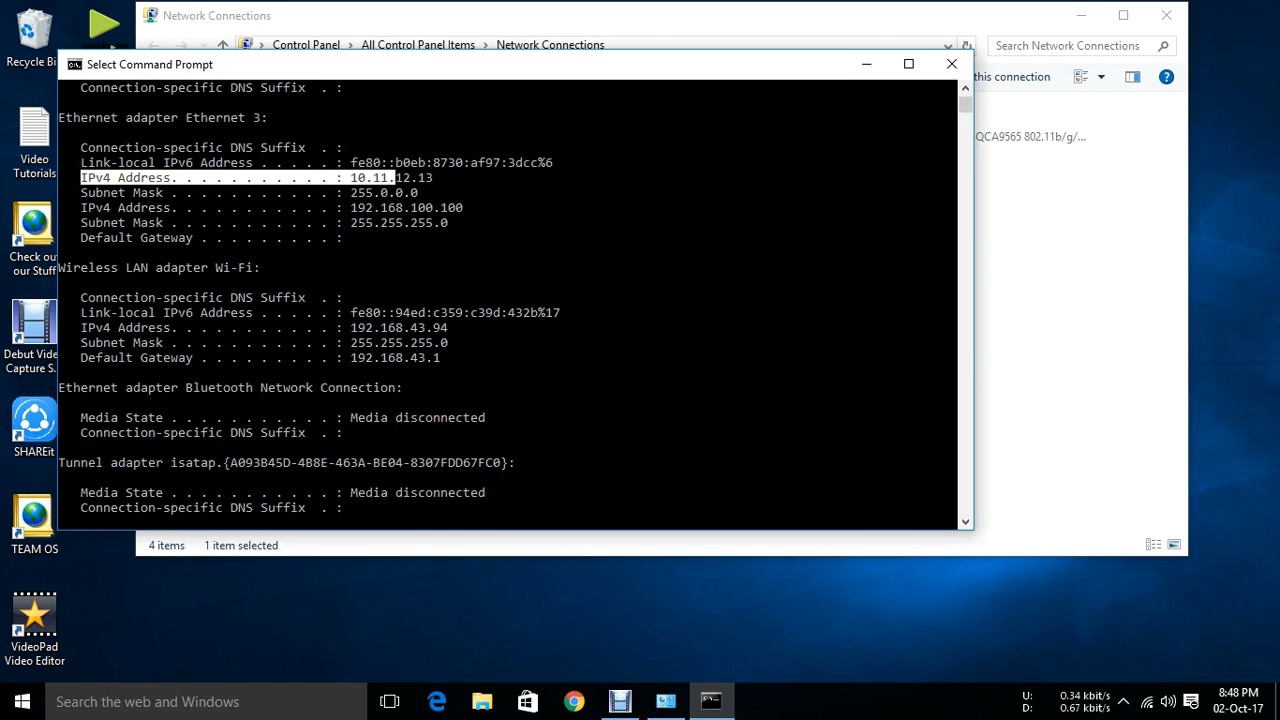 Recycle Bi
Video
Tutorials
Check out
our Stuff
Debut Vide
Capture S...
SHAREit
TEAM OS
VideoPad
Video Editor
Network Connections
Control Panel > All Control Panel Items > Network Connections
Search Network Connections
this connection
QCA9565 802.11b/g/...
Select Command Prompt
Connection-specific DNS Suffix  . :
Ethernet adapter Ethernet 3:
Connection-specific DNS Suffix  . :
Link-local IPv6 Address . . . . . : fe80::b0eb:8730:af97:3dcc%6
IPv4 Address. . . . . . . . . . . : 10.11.12.13
Subnet Mask . . . . . . . . . . . : 255.0.0.0
IPv4 Address. . . . . . . . . . . : 192.168.100.100
Subnet Mask . . . . . . . . . . . : 255.255.255.0
Default Gateway . . . . . . . . . :
Wireless LAN adapter Wi-Fi:
Connection-specific DNS Suffix  . :
Link-local IPv6 Address . . . . . : fe80::94ed:c359:c39d:432b%17
IPv4 Address. . . . . . . . . . . : 192.168.43.94
Subnet Mask . . . . . . . . . . . : 255.255.255.0
Default Gateway . . . . . . . . . : 192.168.43.1
Ethernet adapter Bluetooth Network Connection:
Media State . . . . . . . . . . . : Media disconnected
Connection-specific DNS Suffix  . :
Tunnel adapter isatap.{A093B45D-4B8E-463A-BE04-8307FDD67FC0}:
Media State . . . . . . . . . . . : Media disconnected
Connection-specific DNS Suffix  . :
4 items 1 item selected
Search the web and Windows
U: 0.34 kbit/s
D: 0.67 kbit/s
8:48 PM
02-Oct-17